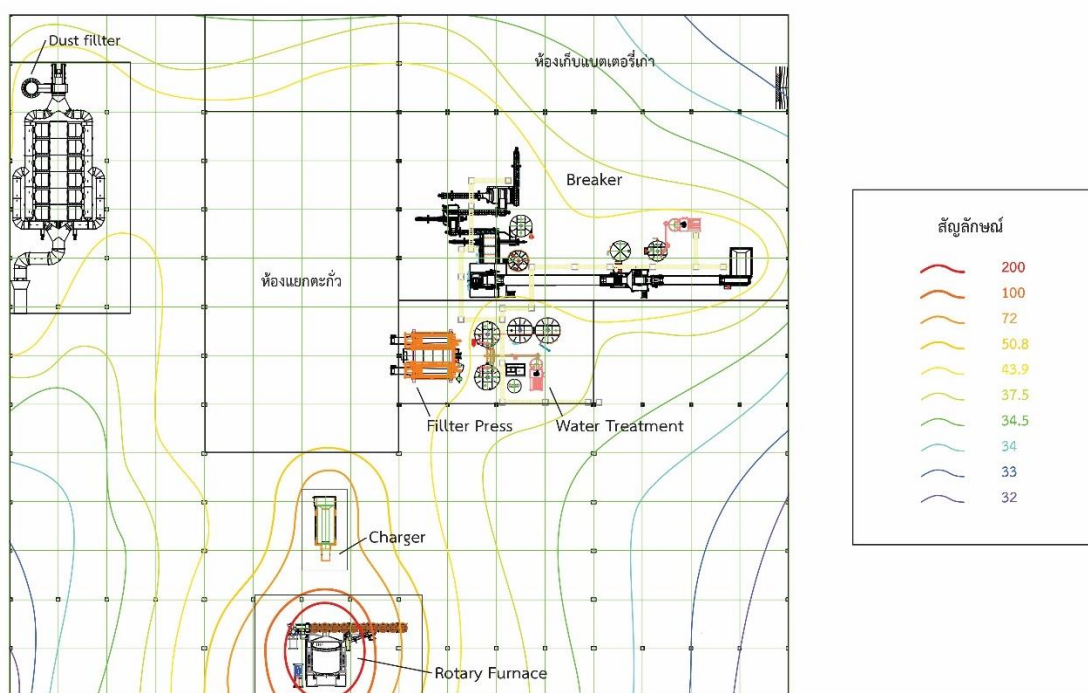 Dust fillter
ห้องเก็บแบตเตอรี่เก่า
Breaker
ห้องแยกตะกั่ว
Fillter Press
Water Treatment
Charger
Rotary Furnace
สัญลักษณ์
200
100
72
50.8
43.9
37.5
34.5
34
33
32